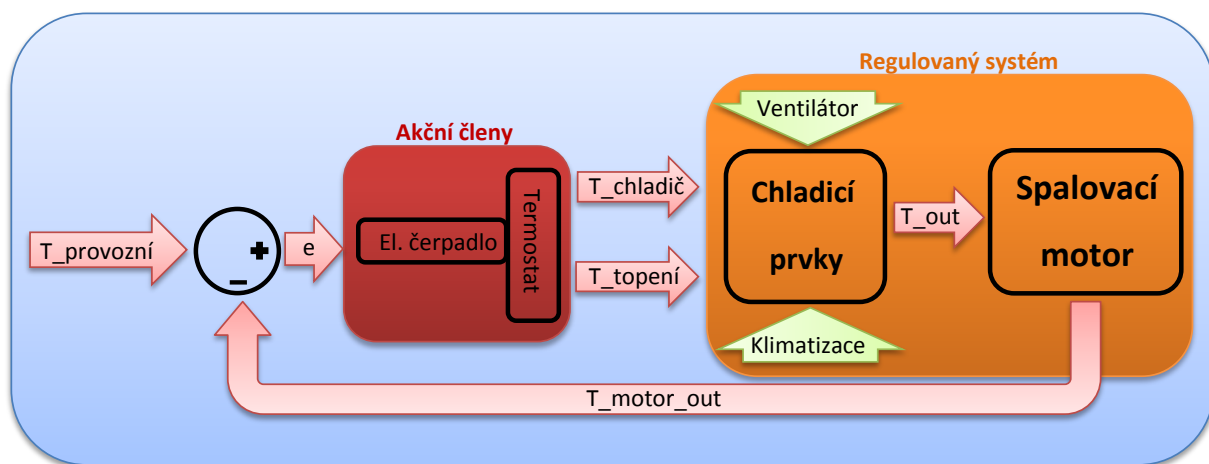 Regulovaný systém
Ventilátor
Akční členy
T_chladič
Chladicí
prvky
T_out
Spalovací
motor
T_provozní
+
−
e
El. čerpadlo
Termostat
T_topení
Klimatizace
T_motor_out